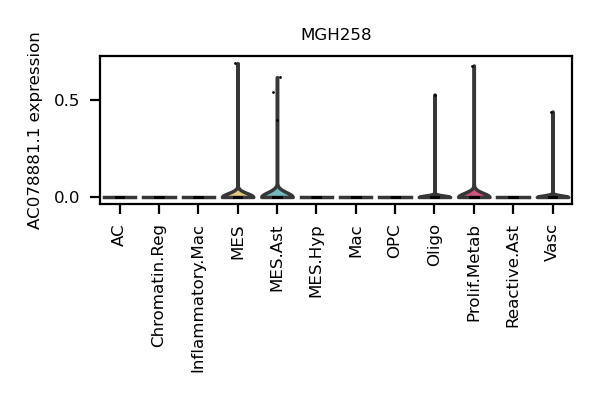 MGH258
AC078881.1 expression
0.5
0.0
AC
Chromatin.Reg
Inflammatory.Mac
MES
MES.Ast
MES.Hyp
Mac
OPC
Oligo
Prolif.Metab
Reactive.Ast
Vasc